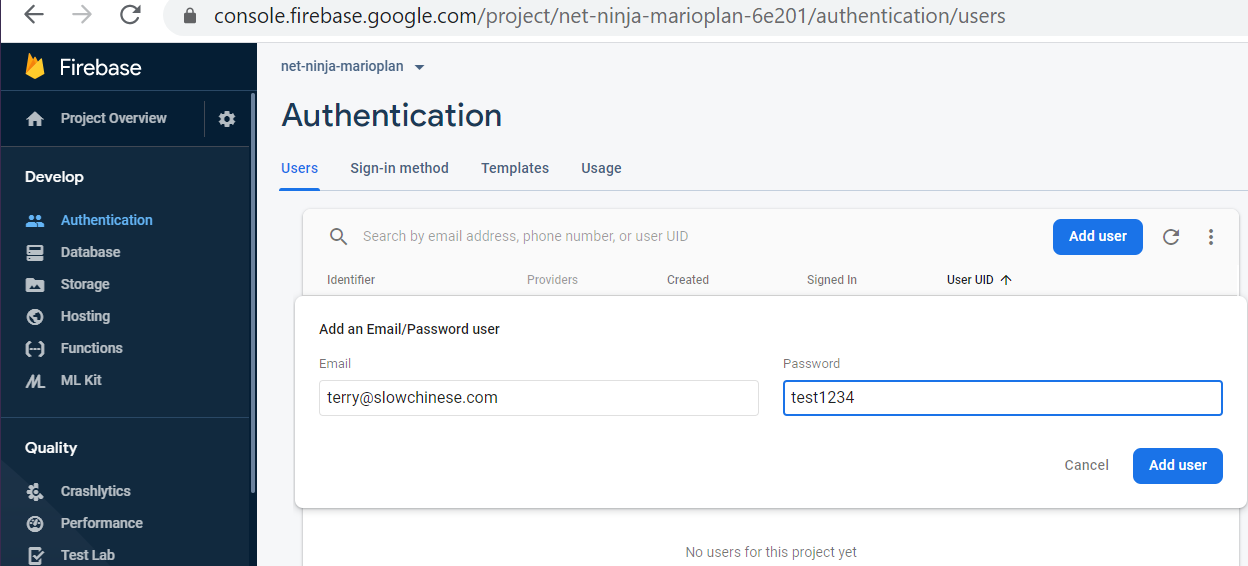 console.firebase.google.com/project/net-ninja-marioplan-6e201/authentication/users
Firebase
net-ninja-marioplan
Project Overview
Authentication
Users Sign-in method Templates Usage
Develop
Authentication
Database
Storage
Hosting
Functions
ML Kit
Quality
Crashlytics
Performance
Test Lab
Search by email address, phone number, or user UID Add user
Identifier Providers Created Signed In User UID
Add an Email/Password user
Email Password
terry@slowchinese.com test1234
Cancel Add user
No users for this project yet